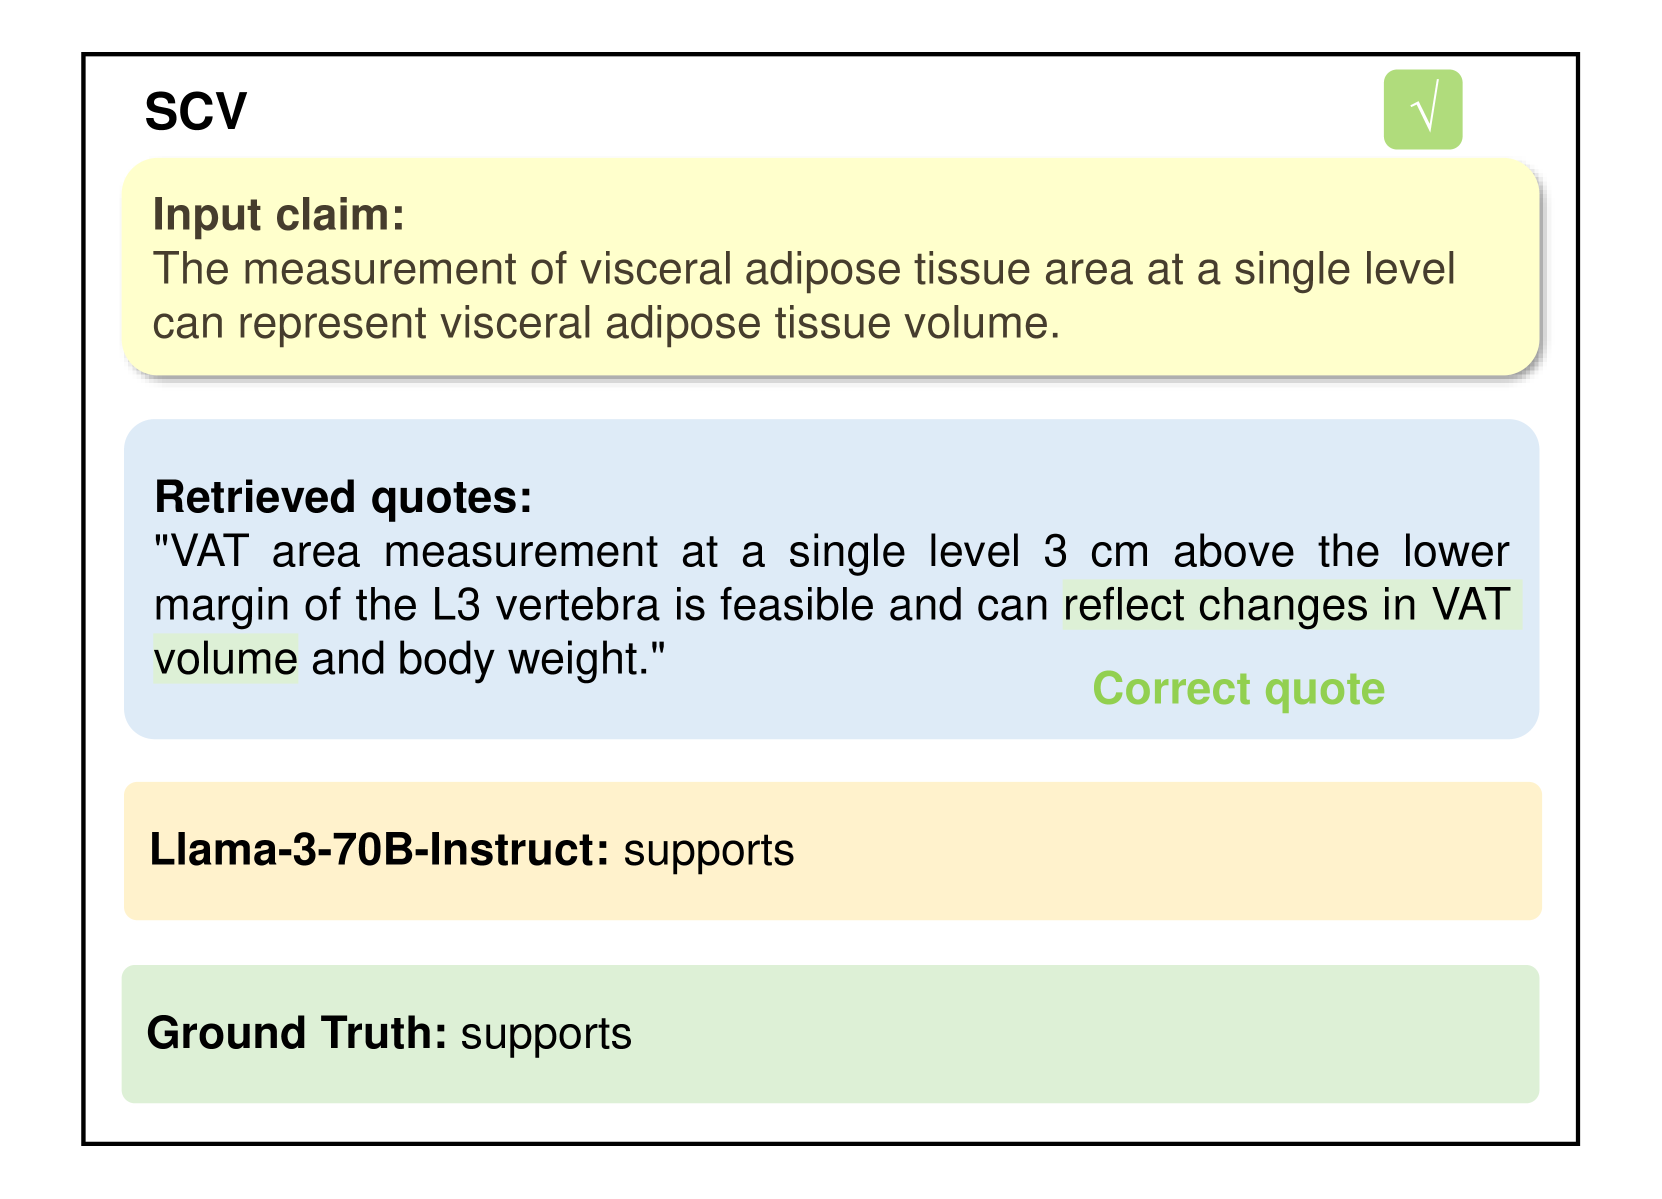 SCV
√
Input claim:
The measurement of visceral adipose tissue area at a single level
can represent visceral adipose tissue volume.
Retrieved quotes:
"VAT area measurement at a single level 3 cm above the lower
margin of the L3 vertebra is feasible and can reflect changes in VAT
volume and body weight."
Correct quote
Llama-3-70B-Instruct: supports
Ground Truth: supports